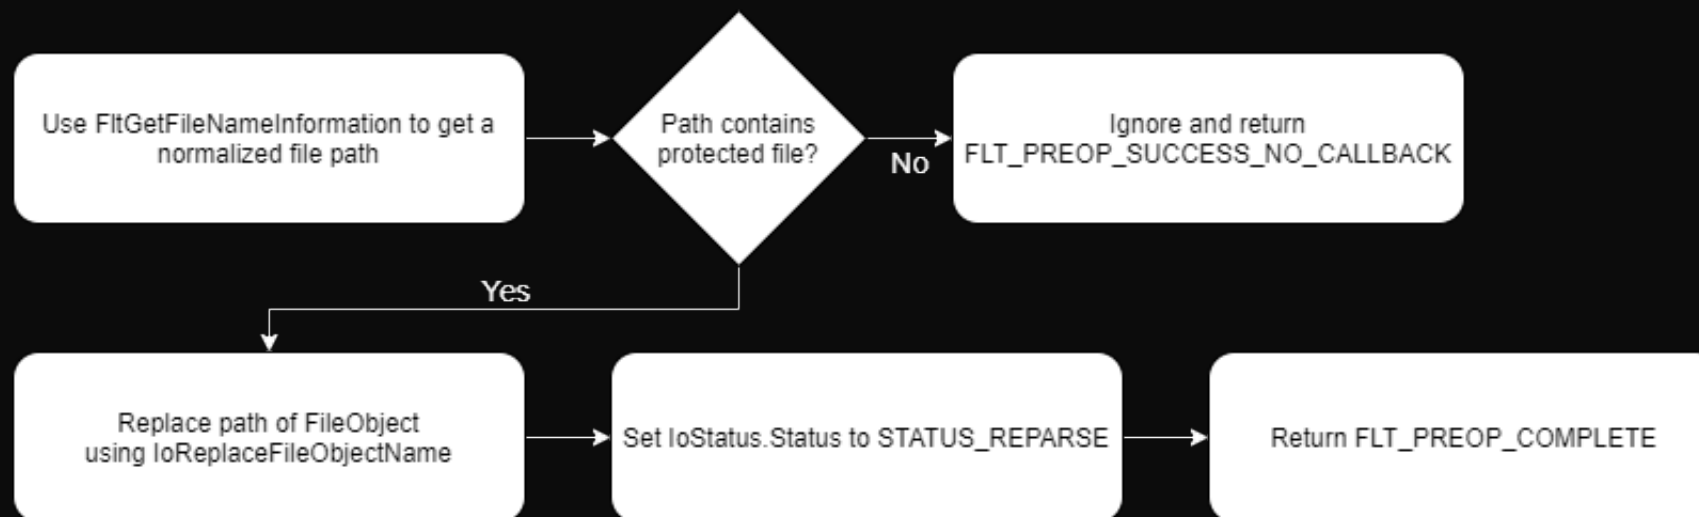 Use FltGetFileNameInformation to get a
normalized file path
Path contains
protected file?
No
Ignore and return
FLT_PREOP_SUCCESS_NO_CALLBACK
Yes
Replace path of FileObject
using IoReplaceFileObjectName
Set IoStatus.Status to STATUS_REPARSE
Return FLT_PREOP_COMPLETE